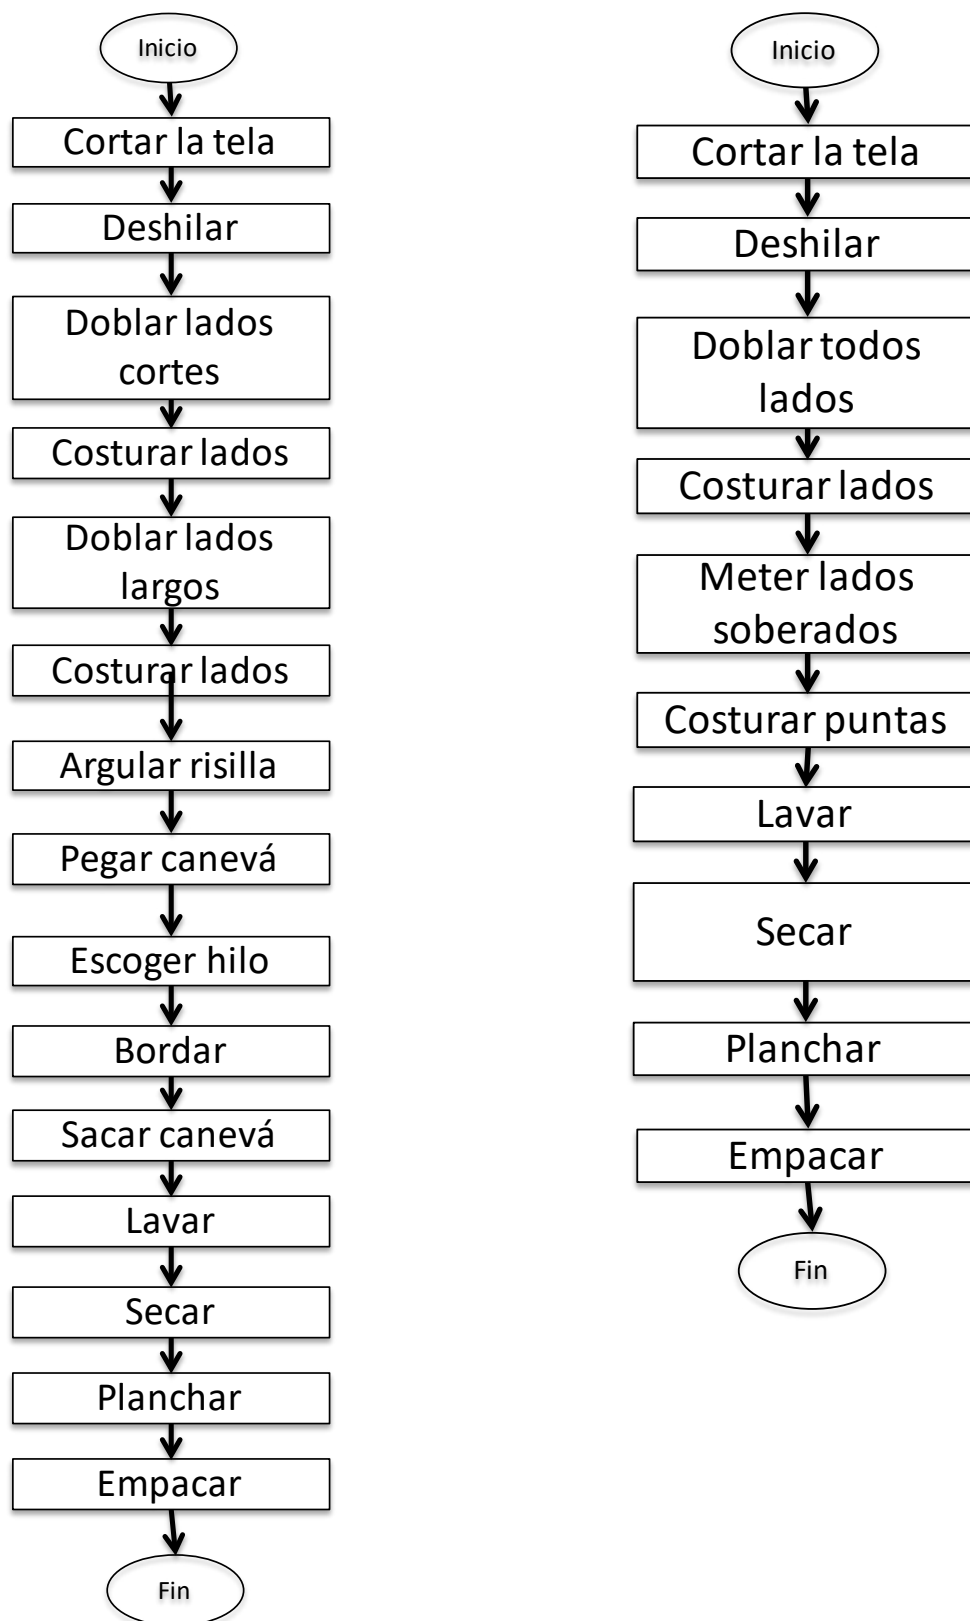 Inicio
Cortar la tela
Deshilar
Doblar lados
cortes
Costurar lados
Doblar lados
largos
Costurar lados
Argular risilla
Pegar canevá
Escoger hilo
Bordar
Sacar canevá
Lavar
Secar
Planchar
Empacar
Fin
Inicio
Cortar la tela
Deshilar
Doblar todos
lados
Costurar lados
Meter lados
soberados
Costurar puntas
Lavar
Secar
Planchar
Empacar
Fin